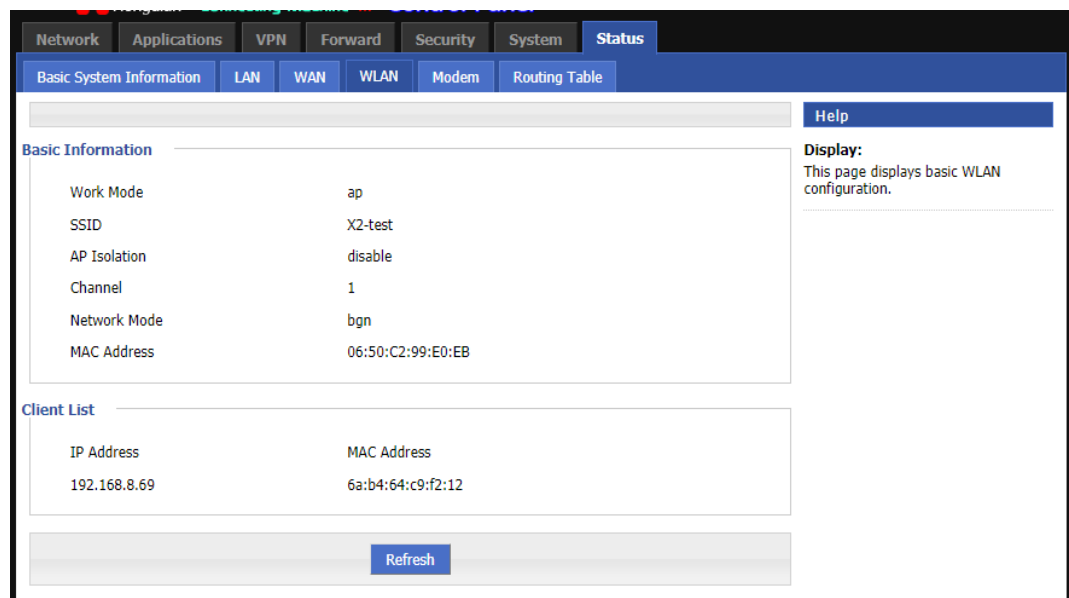 Network Applications VPN Forward Security System Status
Basic System Information LAN WAN WLAN Modem Routing Table
Help
Basic Information
Display:
This page displays basic WLAN
configuration.
Work Mode ap
SSID X2-test
AP Isolation disable
Channel 1
Network Mode bgn
MAC Address 06:50:C2:99:E0:EB
Client List
IP Address MAC Address
192.168.8.69 6a:b4:64:c9:f2:12
Refresh